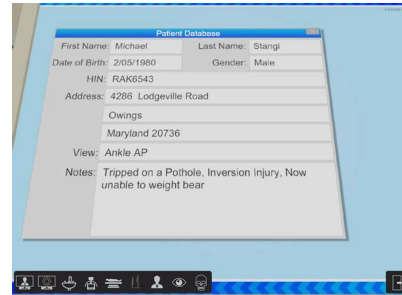 Patient Database
First Name: Michael Last Name: Stangi
Date of Birth: 2/05/1980 Gender: Male
HIN: RAK6543
Address: 4286 Lodgeville Road
Owings
Maryland 20736
View: Ankle AP
Notes: Tripped on a Pothole, Inversion Injury, Now
unable to weight bear